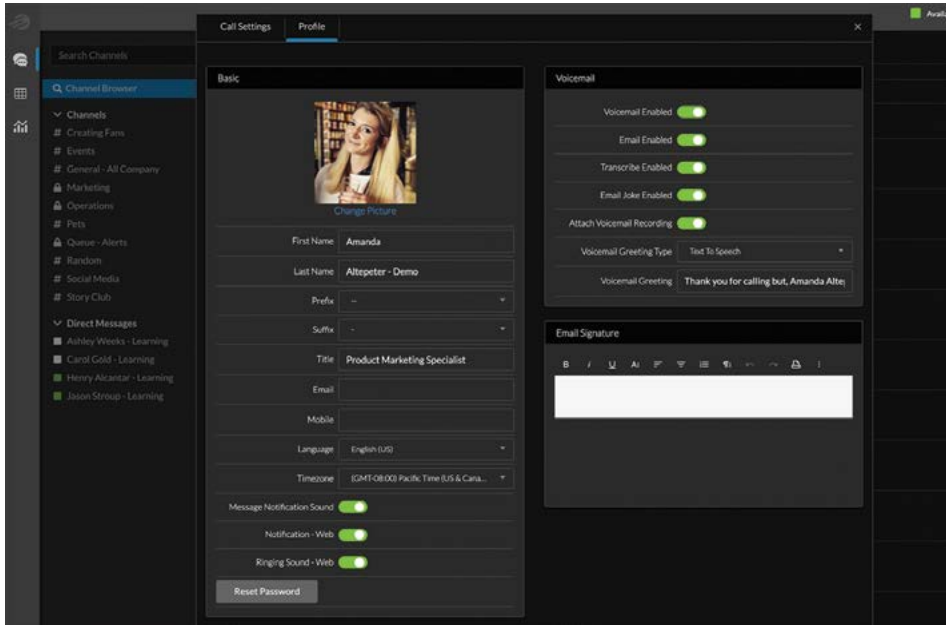 Call Settings
Profile
Search Channels
Channel Browser
Channels
# Creating Fans
# Events
# General - All Company
Marketing
Operations
# Pets
Queue - Alerts
# Random
# Social Media
# Story Club
Direct Messages
Ashley Weeks - Learning
Carol Gold - Learning
Henry Alcantar - Learning
Jason Stroup - Learning
Basic
Change Picture
First Name Amanda
Last Name Altepeter - Demo
Prefix --
Suffix -
Title Product Marketing Specialist
Email
Mobile
Language English (US)
Timezone (GMT-08:00) Pacific Time (US & Cana...
Message Notification Sound
Notification - Web
Ringing Sound - Web
Reset Password
Voicemail
Voicemail Enabled
Email Enabled
Transcribe Enabled
Email Joke Enabled
Attach Voicemail Recording
Voicemail Greeting Type Text To Speech
Voicemail Greeting Thank you for calling but, Amanda Alte
Email Signature
B I U
Avail